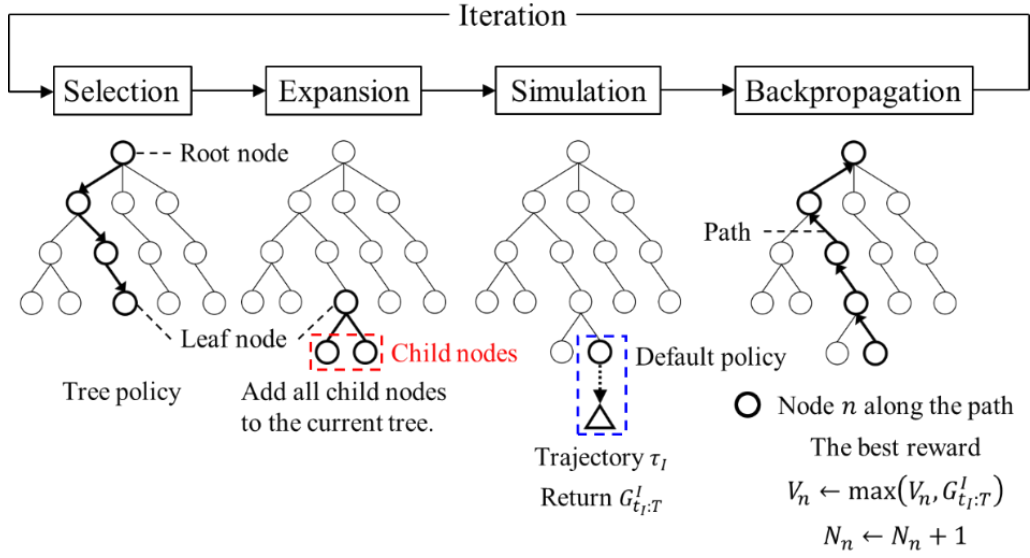 Iteration
Selection
Expansion
Simulation
Backpropagation
Root node
Path
Leaf node
Child nodes
Default policy
Tree policy
Add all child nodes
to the current tree.
Trajectory τ_I
Return G^I_{t_I:T}
Node n along the path
The best reward
V_n ← max(V_n, G^I_{t_I:T})
N_n ← N_n + 1